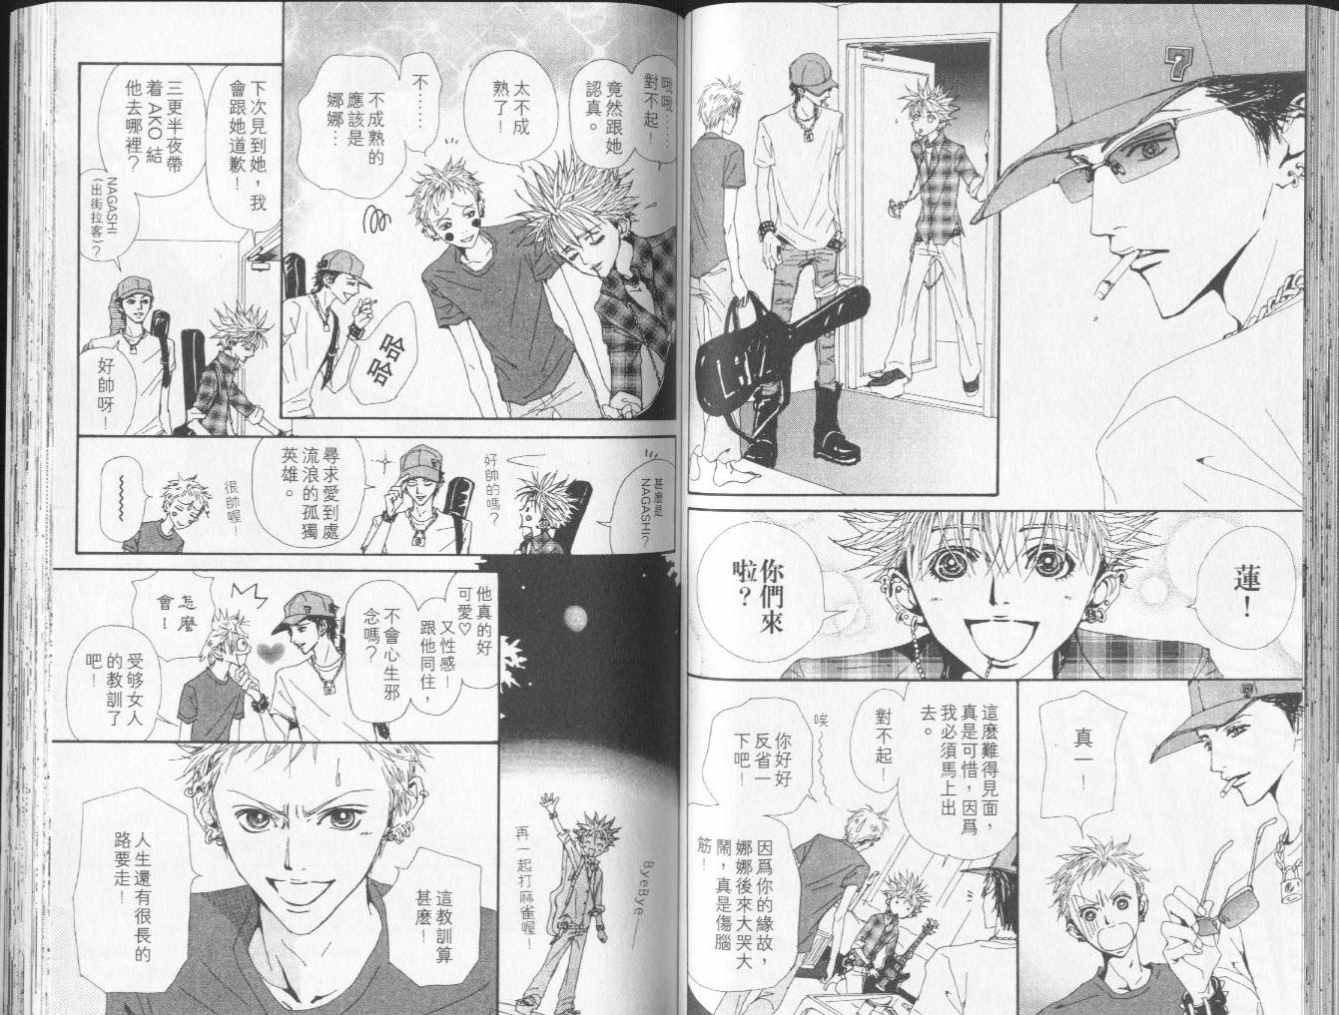 7
蓮！
你們來
啦？
真一！
這麼難得見面，
真是可惜，因爲
我必須馬上出
去。
對不起！
唉
你好好
反省一
下吧！
因爲你的緣故，
娜娜後來大哭大
鬧，真是傷腦
筋！
對不起！
竟然跟她
認真。
太不成
熟了！
不……
不成熟的
應該是
娜娜…
哈
哈
下次見到她，我
會跟她道歉！
三更半夜帶
着 AKO 結
他去哪裡？
NAGASHI
（出街拉客）？
好帥呀！
甚麼是
NAGASHI？
好帥的嗎？
尋求愛到處
流浪的孤獨
英雄。
很帥喔！
他真的好
可愛♡
又性感！
跟他同住，
不會心生邪
念嗎？
怎麼
會！
受够女人
的教訓了
吧！
ByeBye
再一起打麻雀喔！
這教訓算
甚麼！
人生還有很長的
路要走！